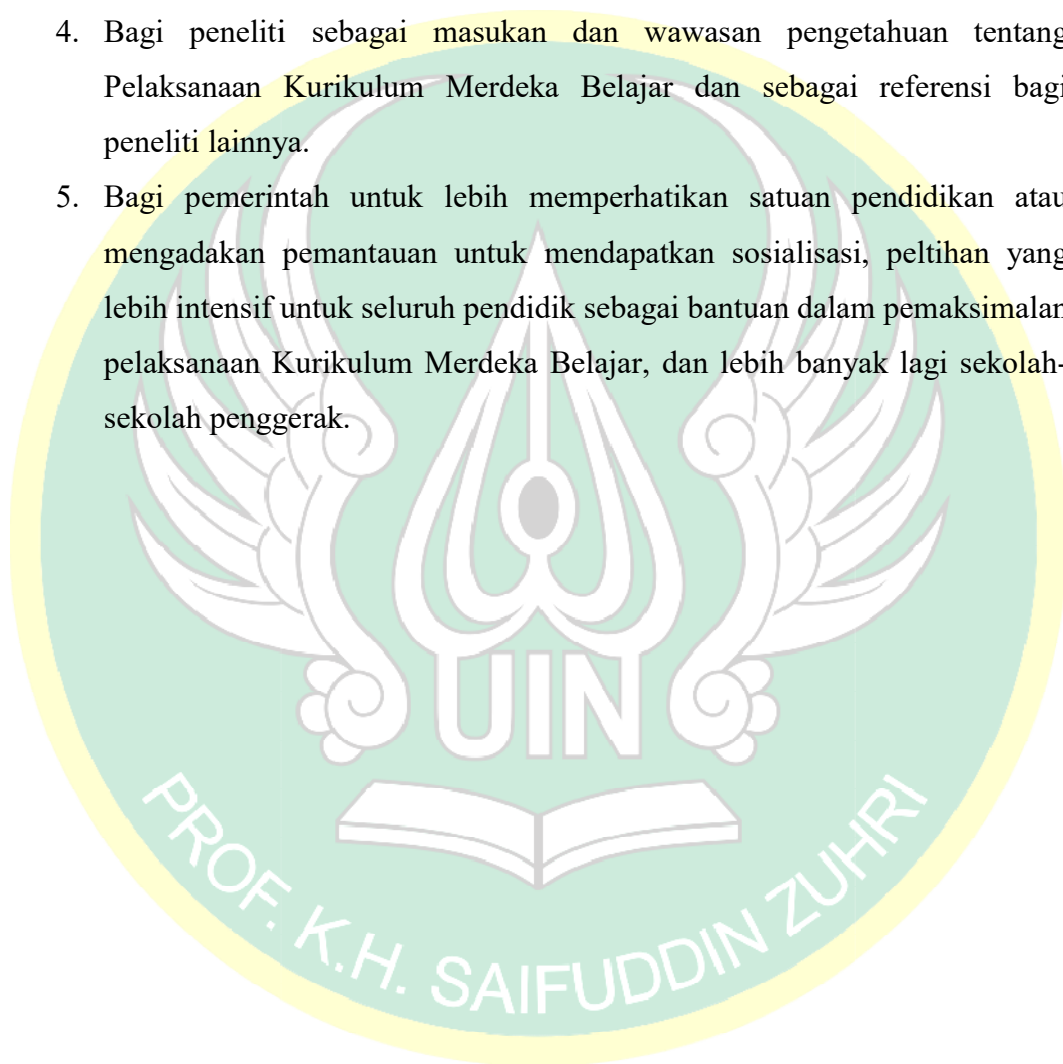 4. Bagi peneliti sebagai masukan dan wawasan pengetahuan tentang
Pelaksanaan Kurikulum Merdeka Belajar dan sebagai referensi bagi
peneliti lainnya.
5. Bagi pemerintah untuk lebih memperhatikan satuan pendidikan atau
mengadakan pemantauan untuk mendapatkan sosialisasi, peltihan yang
lebih intensif untuk seluruh pendidik sebagai bantuan dalam pemaksimalan
pelaksanaan Kurikulum Merdeka Belajar, dan lebih banyak lagi sekolah-
sekolah penggerak.
UIN
PROF. K.H. SAIFUDDIN ZUHRI